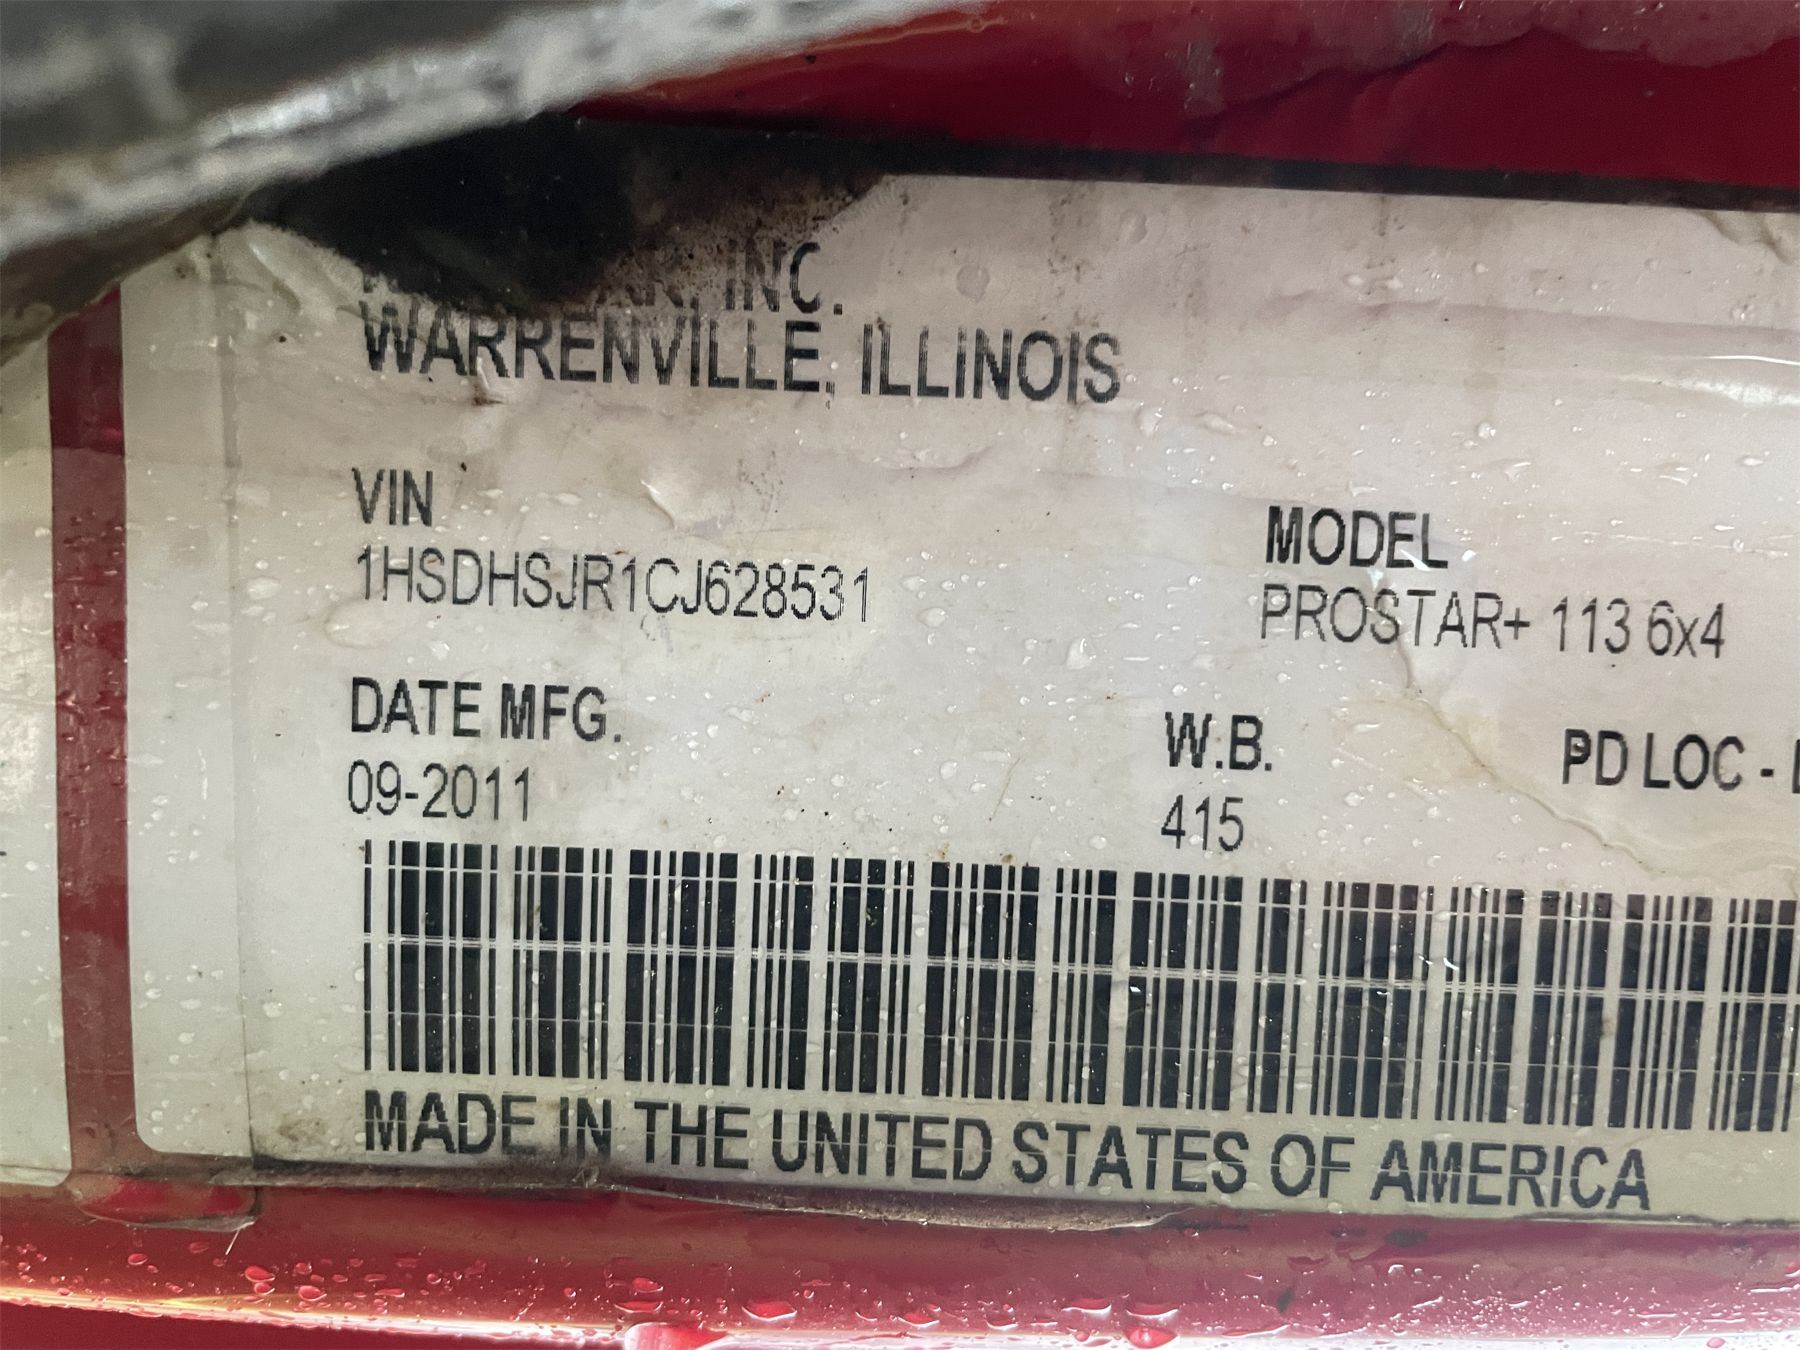 INC.
WARRENVILLE, ILLINOIS
VIN
1HSDHSJR1CJ628531
MODEL
PROSTAR+ 113 6x4
DATE MFG.
09-2011
W.B.
415
PD LOC -
MADE IN THE UNITED STATES OF AMERICA